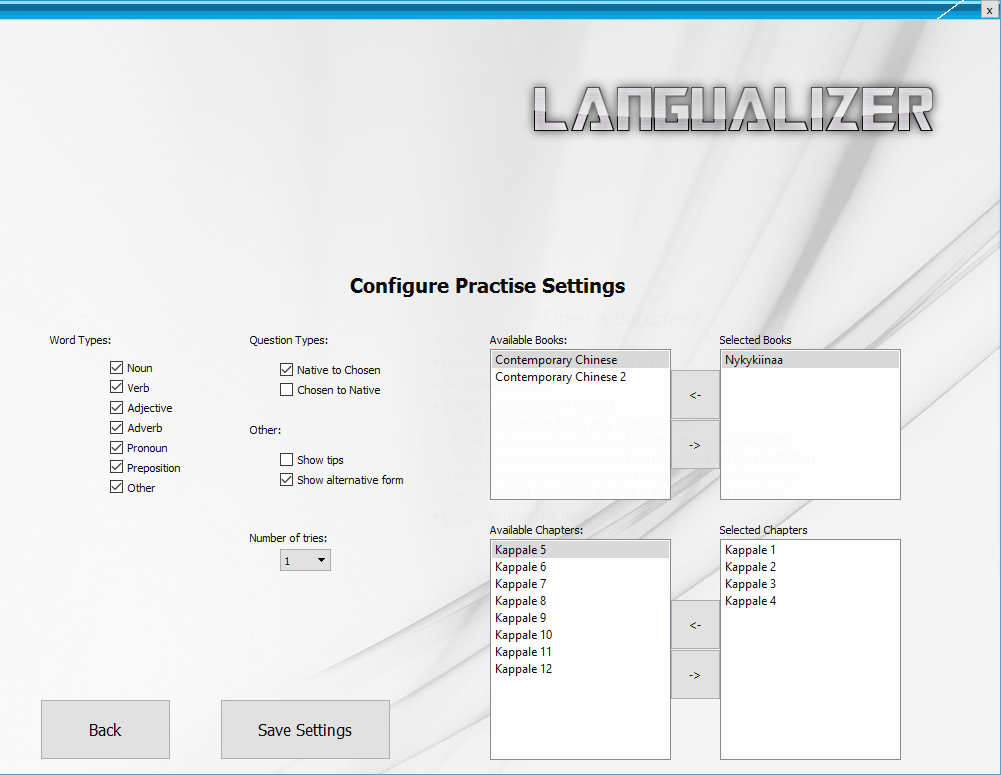 x
LANGUALIZER
Configure Practise Settings
Word Types:
Noun
Verb
Adjective
Adverb
Pronoun
Preposition
Other
Question Types:
Native to Chosen
Chosen to Native
Other:
Show tips
Show alternative form
Number of tries:
1
Available Books:
Contemporary Chinese
Contemporary Chinese 2
<-
->
Selected Books
Nykykiinaa
Available Chapters:
Kappale 5
Kappale 6
Kappale 7
Kappale 8
Kappale 9
Kappale 10
Kappale 11
Kappale 12
<-
->
Selected Chapters
Kappale 1
Kappale 2
Kappale 3
Kappale 4
Back
Save Settings